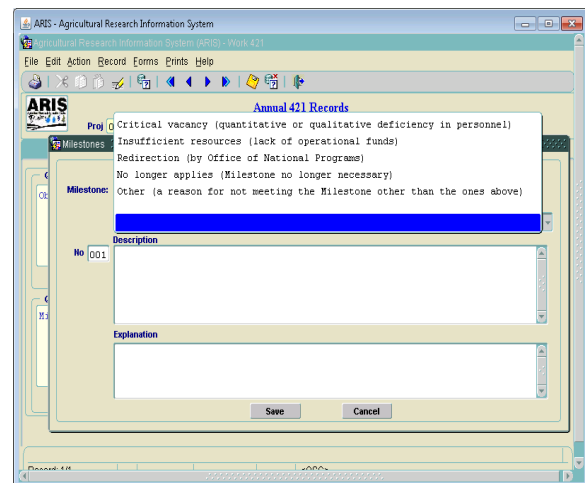 ARIS - Agricultural Research Information System
Agricultural Research Information System (ARIS) - Work 421
File Edit Action Record Forms Prints Help
ARIS
Annual 421 Records
Proj
Critical vacancy (quantitative or qualitative deficiency in personnel)
Insufficient resources (lack of operational funds)
Milestones
Redirection (by Office of National Programs)
No longer applies (Milestone no longer necessary)
Milestone:
Other (a reason for not meeting the Milestone other than the ones above)
Description
No 001
Explanation
Save Cancel
Record: 1/1